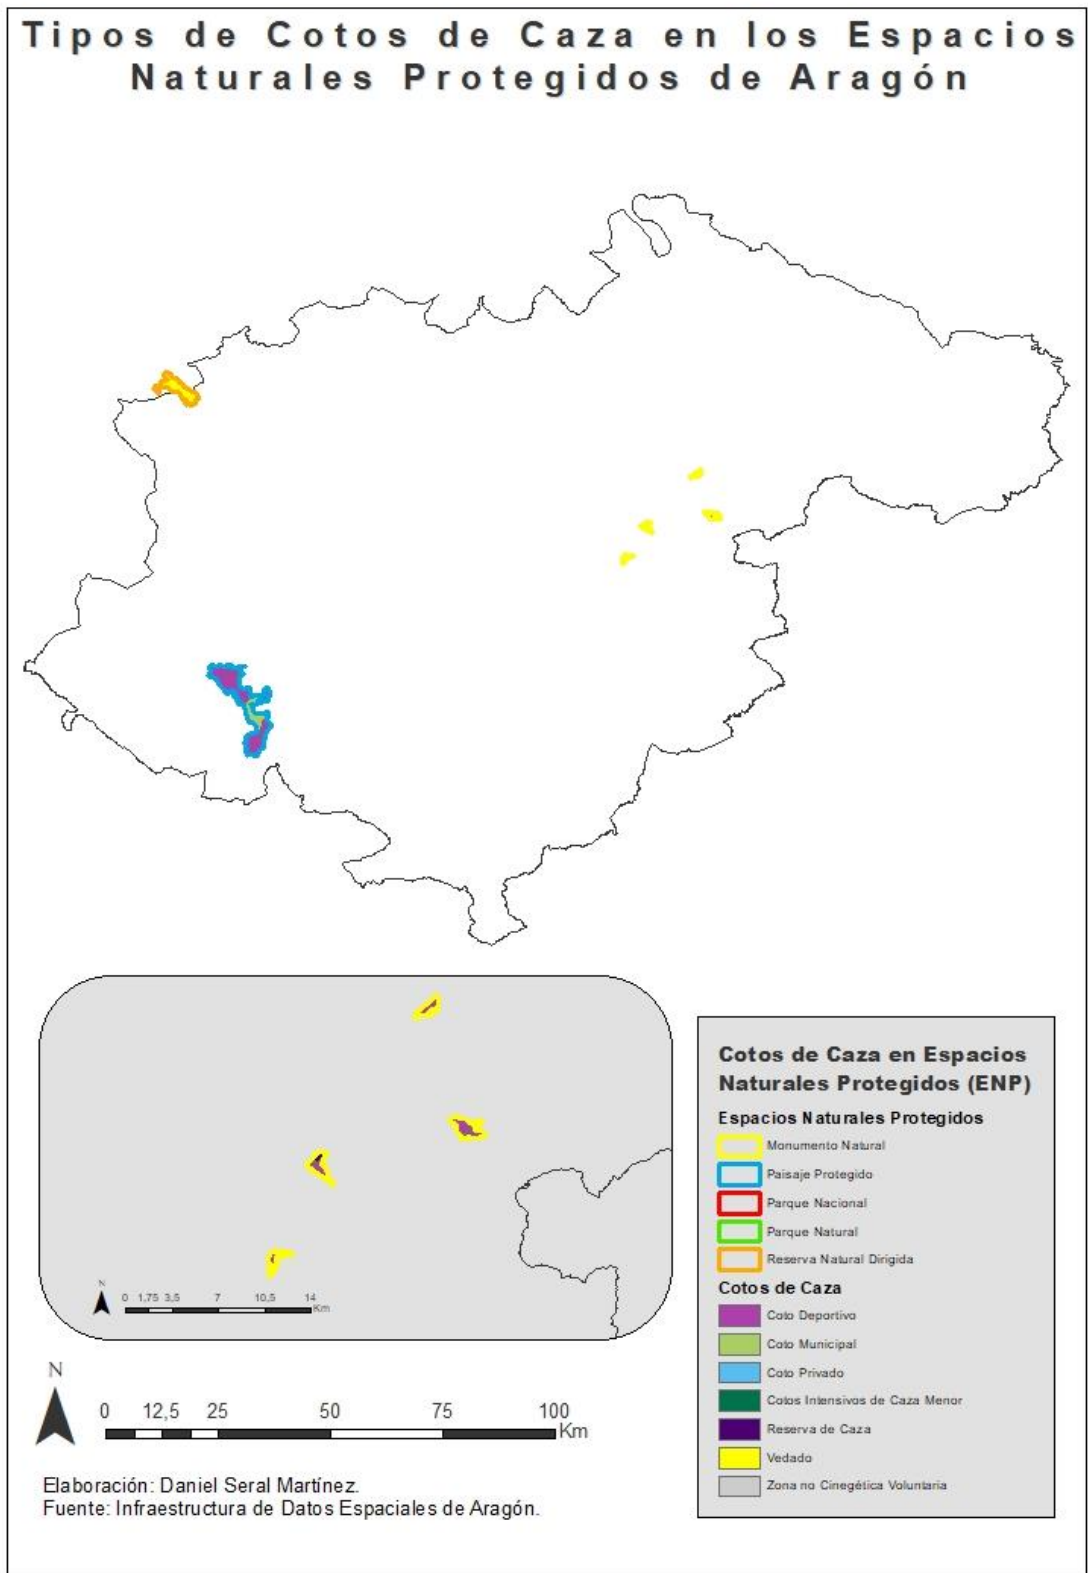 Tipos de Cotos de Caza en los Espacios
Naturales Protegidos de Aragón
N
0 1,75 3,5 7 10,5 14
Km
Cotos de Caza en Espacios
Naturales Protegidos (ENP)
Espacios Naturales Protegidos
Monumento Natural
Paisaje Protegido
Parque Nacional
Parque Natural
Reserva Natural Dirigida
Cotos de Caza
Coto Deportivo
Coto Municipal
Coto Privado
Cotos Intensivos de Caza Menor
Reserva de Caza
Vedado
Zona no Cinegética Voluntaria
N
0 12,5 25 50 75 100
Km
Elaboración: Daniel Seral Martínez.
Fuente: Infraestructura de Datos Espaciales de Aragón.